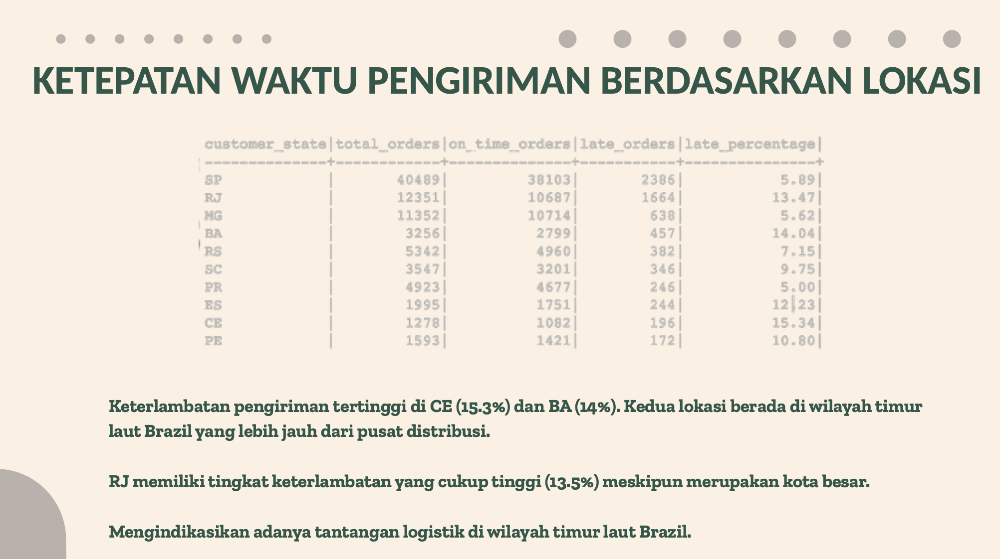 KETEPATAN WAKTU PENGIRIMAN BERDASARKAN LOKASI
customer_state|total_orders|on_time_orders|late_orders|late_percentage|
--------------+------------+--------------+-----------+---------------+
SP            |       40489|         38103|       2386|           5.89|
RJ            |       12351|         10687|       1664|          13.47|
MG            |       11352|         10714|        638|           5.62|
BA            |        3256|          2799|        457|          14.04|
RS            |        5342|          4960|        382|           7.15|
SC            |        3547|          3201|        346|           9.75|
PR            |        4923|          4677|        246|           5.00|
ES            |        1995|          1751|        244|          12.23|
CE            |        1278|          1082|        196|          15.34|
PE            |        1593|          1421|        172|          10.80|
Keterlambatan pengiriman tertinggi di CE (15.3%) dan BA (14%). Kedua lokasi berada di wilayah timur
laut Brazil yang lebih jauh dari pusat distribusi.
RJ memiliki tingkat keterlambatan yang cukup tinggi (13.5%) meskipun merupakan kota besar.
Mengindikasikan adanya tantangan logistik di wilayah timur laut Brazil.